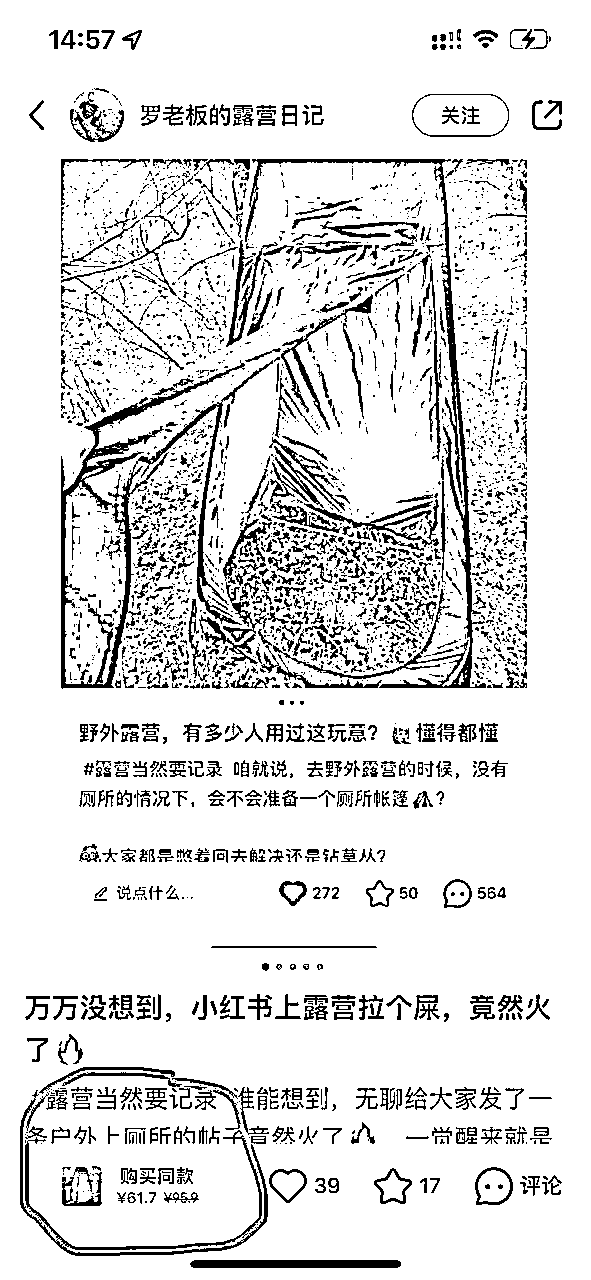 14:57
罗老板的露营日记
关注
野外露营，有多少人用过这玩意？ 懂得都懂
#露营当然要记录 咱就说，去野外露营的时候，没有
厕所的情况下，会不会准备一个厕所帐篷⛺？
大家都是憋着回去解决还是钻草丛？
说点什么... 272 50 564
万万没想到，小红书上露营拉个屎，竟然火
了🔥
#露营当然要记录 谁能想到，无聊给大家发了一
条户外上厕所的帖子竟然火了🔥 一觉醒来就是
购买同款
¥61.7 ¥95.9
39 17 评论